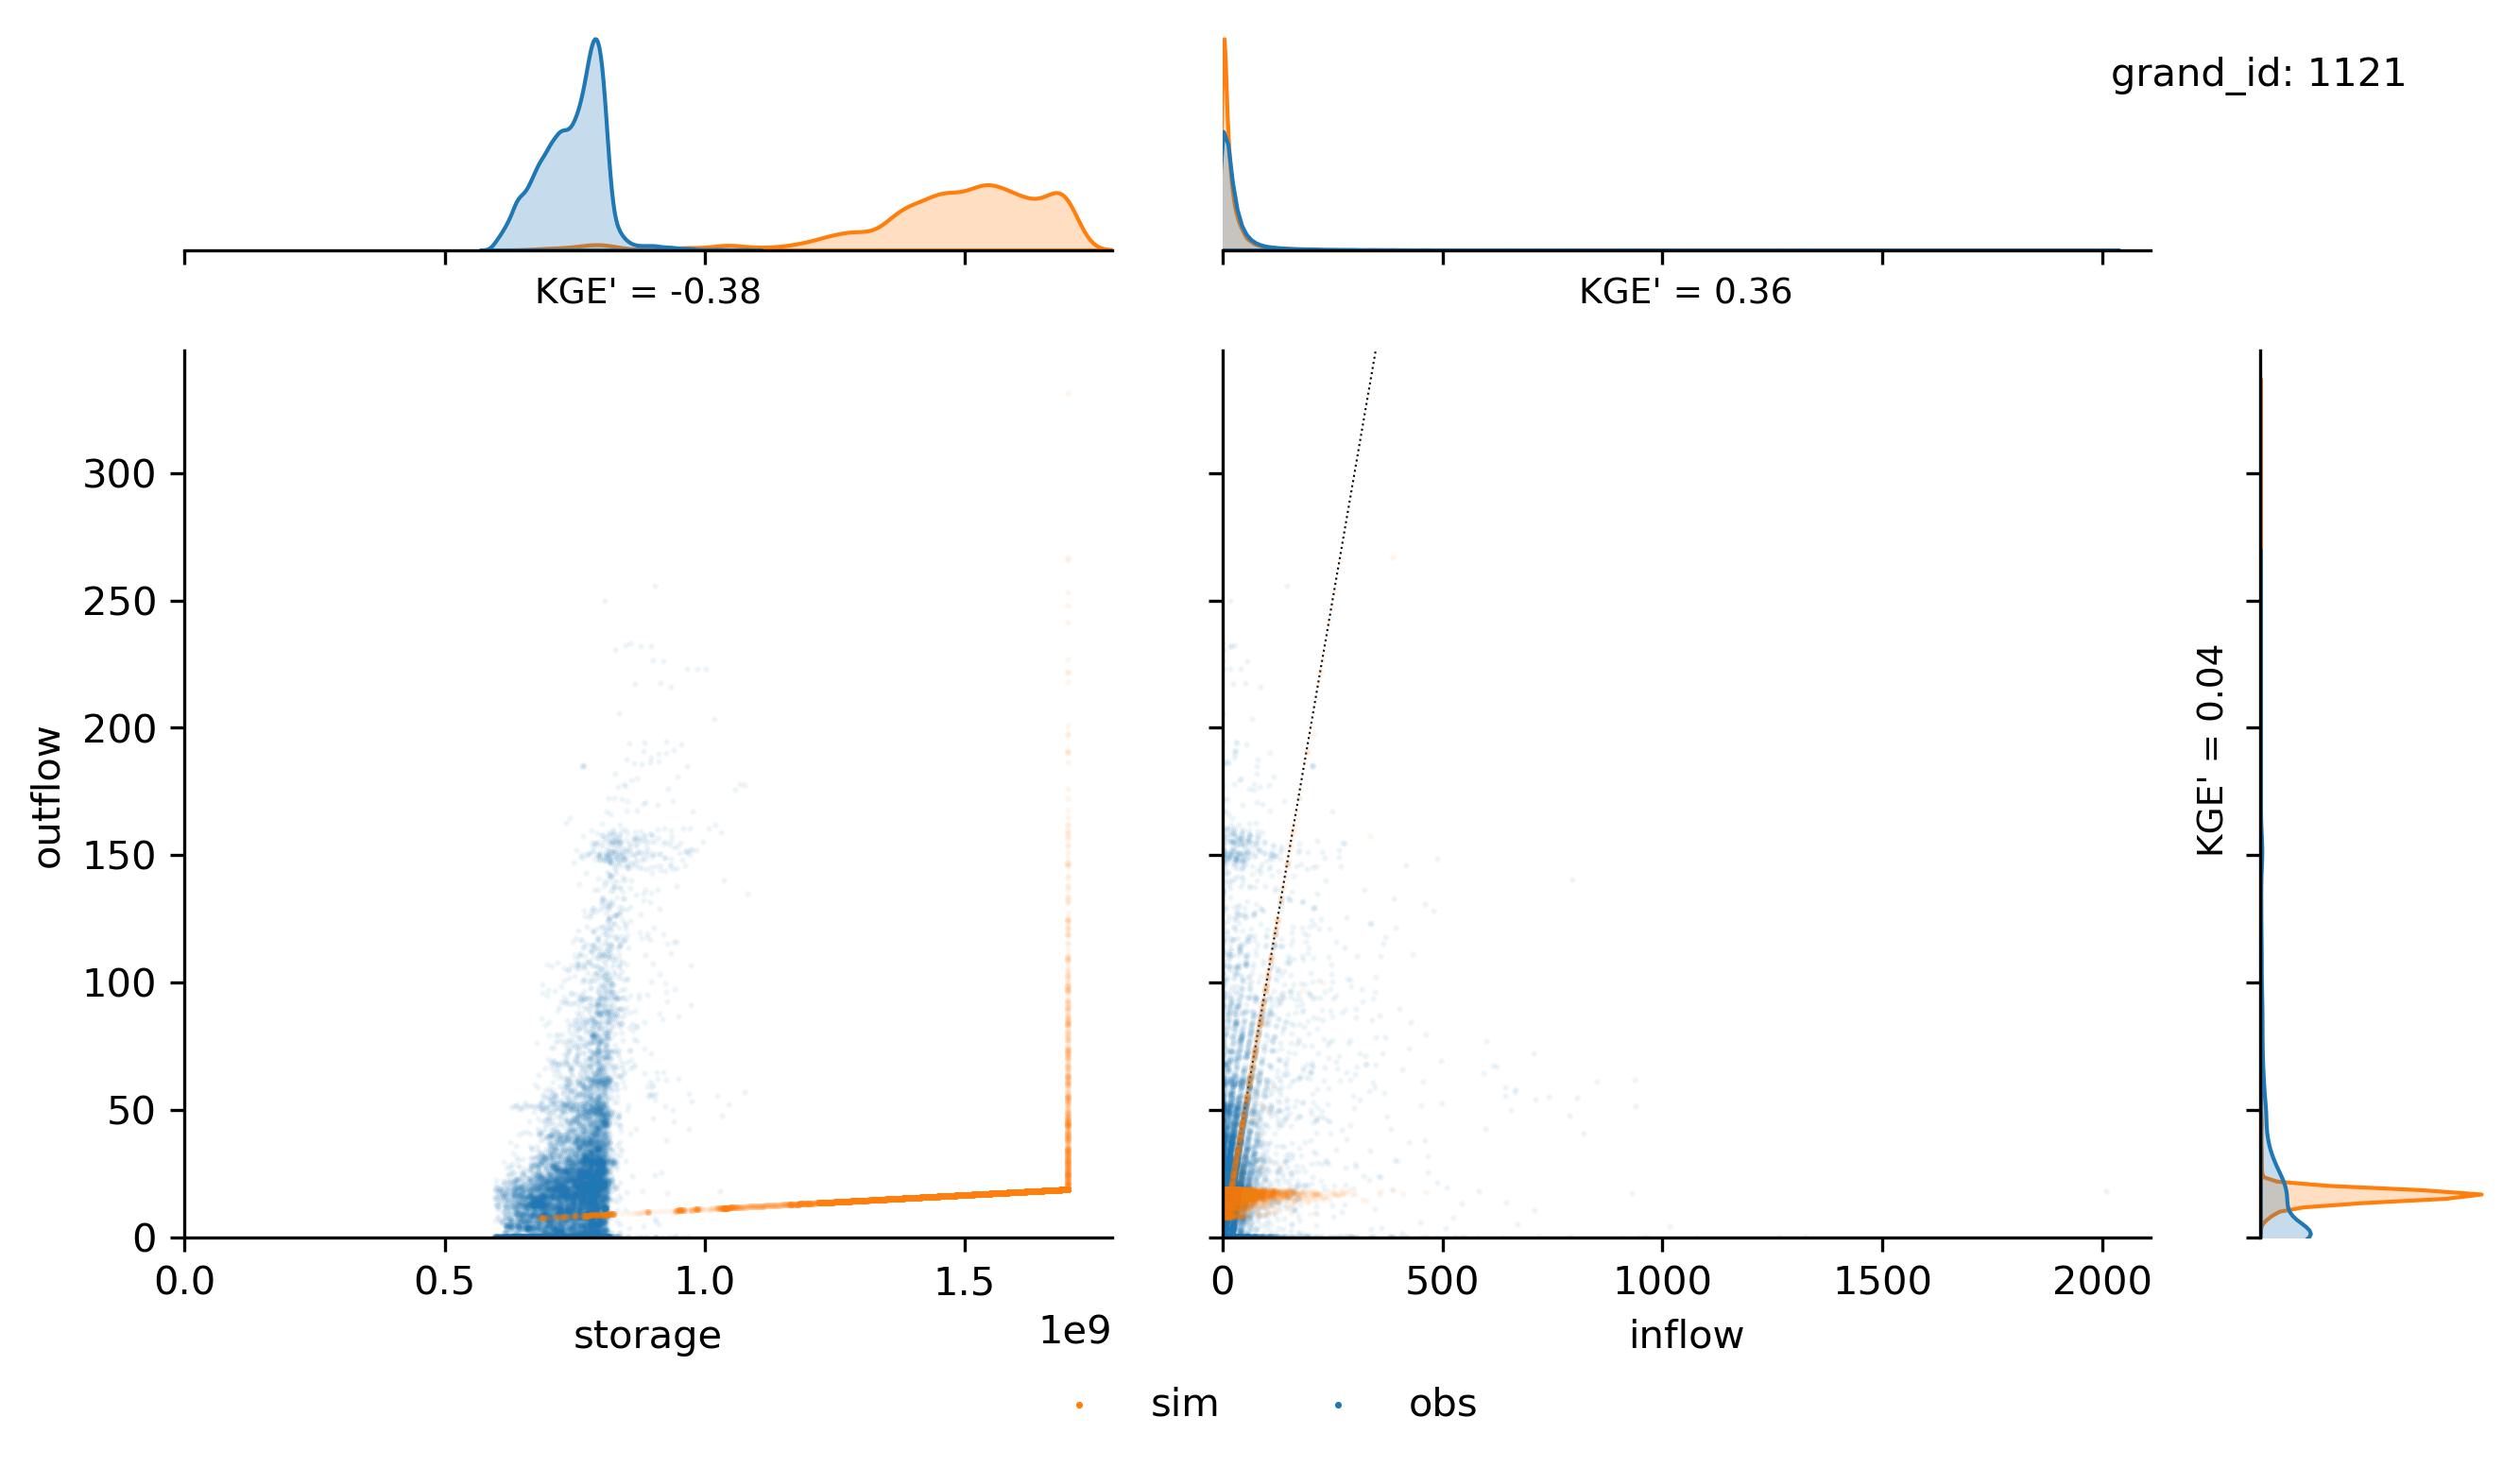 grand_id: 1121
KGE' = -0.38
KGE' = 0.36
outflow
300
250
200
150
100
50
0
KGE' = 0.04
0.0 0.5 1.0 1.5
1e9
storage
0 500 1000 1500 2000
inflow
sim obs